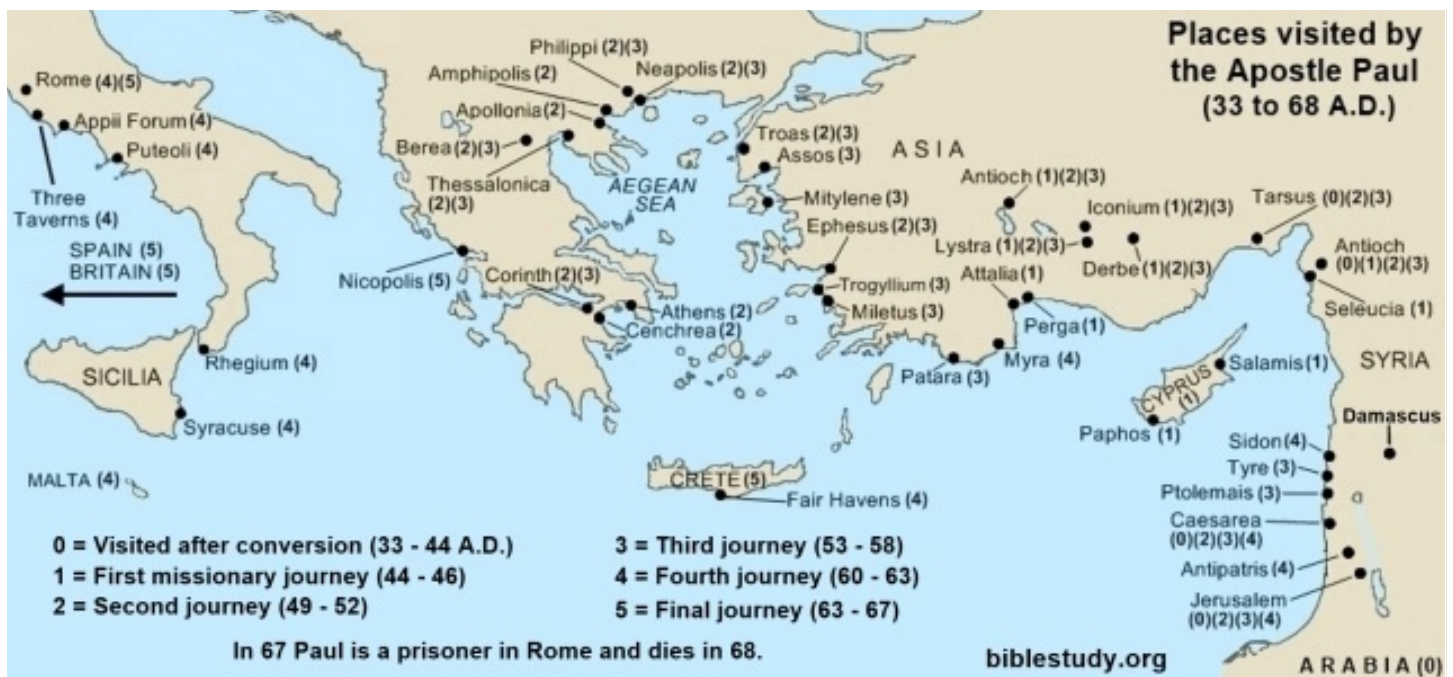 Places visited by
the Apostle Paul
(33 to 68 A.D.)
Philippi (2)(3)
Amphipolis (2)
Neapolis (2)(3)
Rome (4)(5)
Apollonia (2)
Appii Forum (4)
Berea (2)(3)
Troas (2)(3)
Puteoli (4)
Assos (3)
ASIA
Three
Taverns (4)
Thessalonica
(2)(3)
AEGEAN
SEA
Antioch (1)(2)(3)
Mitylene (3)
Iconium (1)(2)(3)
Tarsus (0)(2)(3)
Ephesus (2)(3)
Lystra (1)(2)(3)
Antioch
(0)(1)(2)(3)
SPAIN (5)
BRITAIN (5)
Nicopolis (5)
Corinth (2)(3)
Attalia (1)
Derbe (1)(2)(3)
Trogyllium (3)
Seleucia (1)
Athens (2)
Miletus (3)
Cenchrea (2)
Perga (1)
Rhegium (4)
Myra (4)
Salamis (1)
SYRIA
SICILIA
Patara (3)
CYPRUS
(1)
Damascus
Syracuse (4)
Paphos (1)
Sidon (4)
Tyre (3)
MALTA (4)
CRETE (5)
Ptolemais (3)
Fair Havens (4)
Caesarea
(0)(2)(3)(4)
Antipatris (4)
Jerusalem
(0)(2)(3)(4)
0 = Visited after conversion (33 - 44 A.D.)
1 = First missionary journey (44 - 46)
2 = Second journey (49 - 52)
3 = Third journey (53 - 58)
4 = Fourth journey (60 - 63)
5 = Final journey (63 - 67)
In 67 Paul is a prisoner in Rome and dies in 68.
biblestudy.org
ARABIA (0)